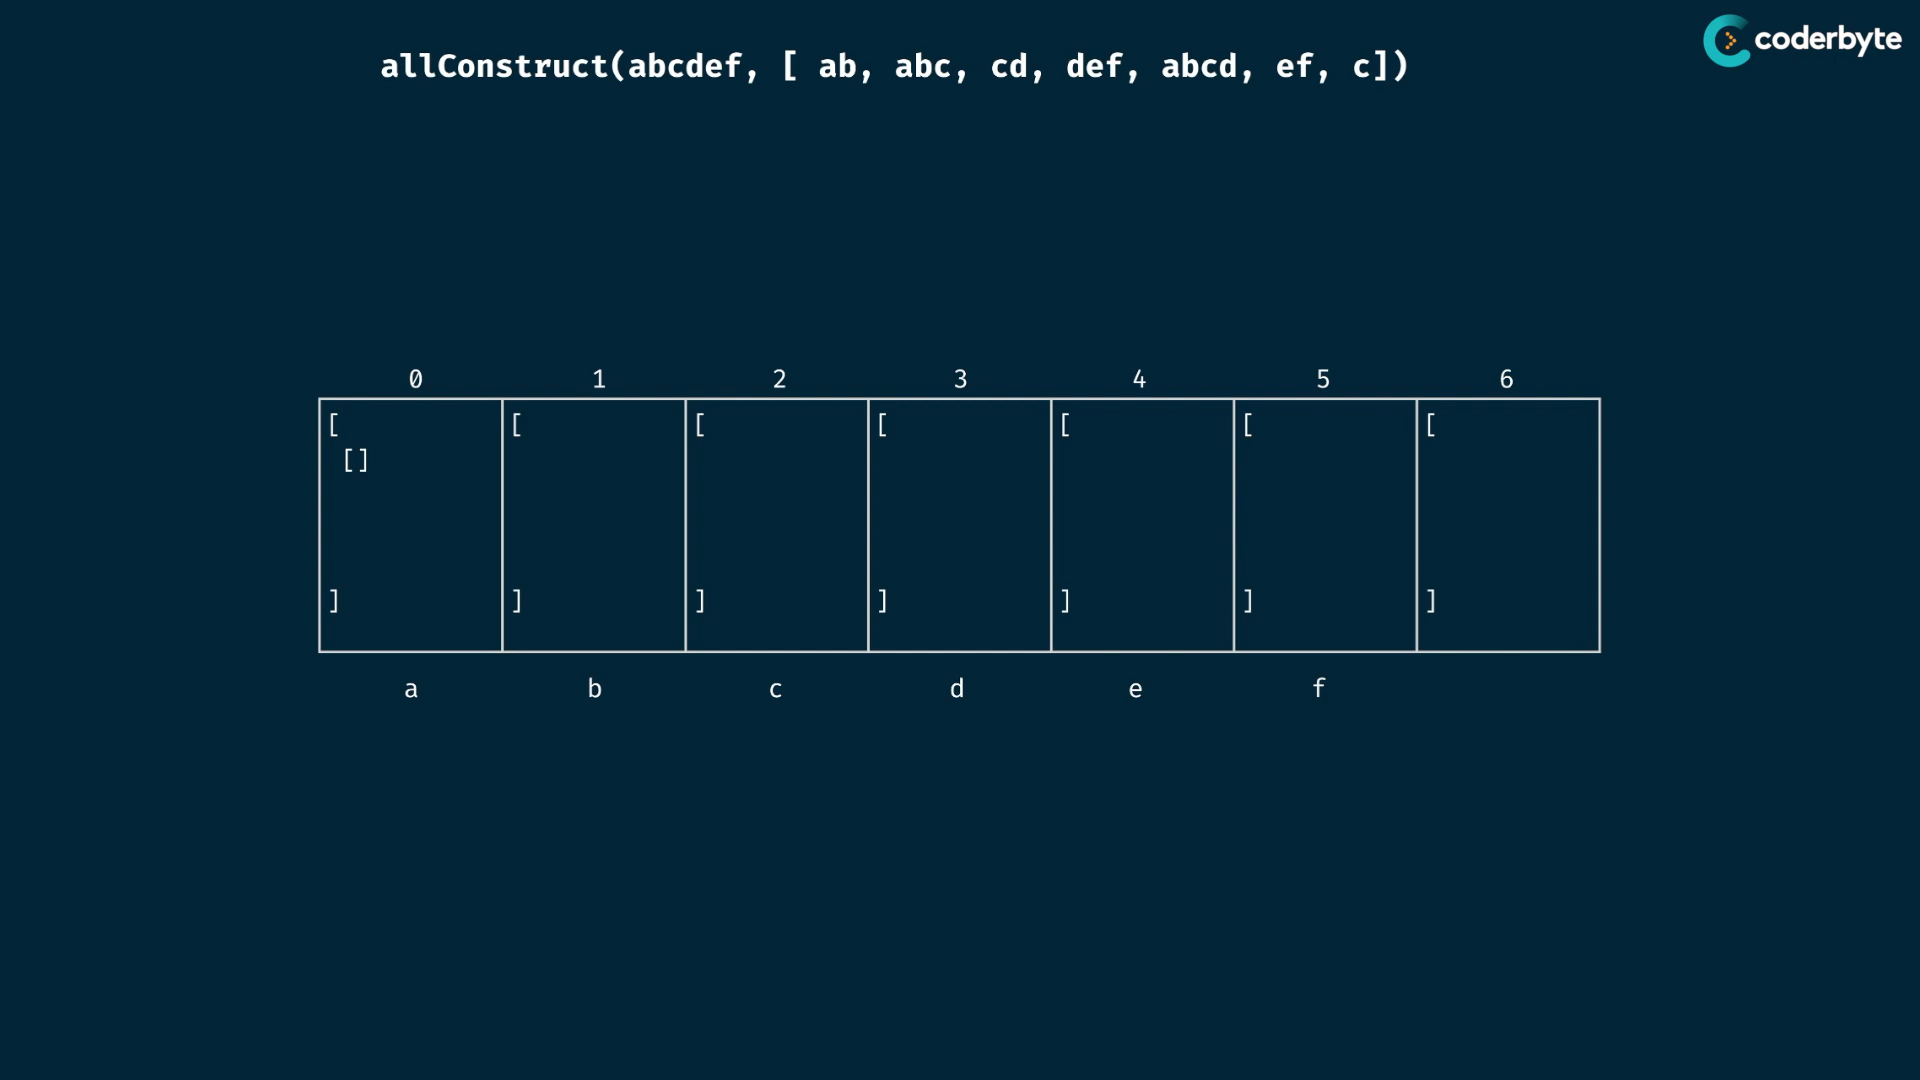 coderbyte
allConstruct(abcdef, [ ab, abc, cd, def, abcd, ef, c])
0 1 2 3 4 5 6
[ [ [ [ [ [ [
[]
] ] ] ] ] ] ]
a b c d e f